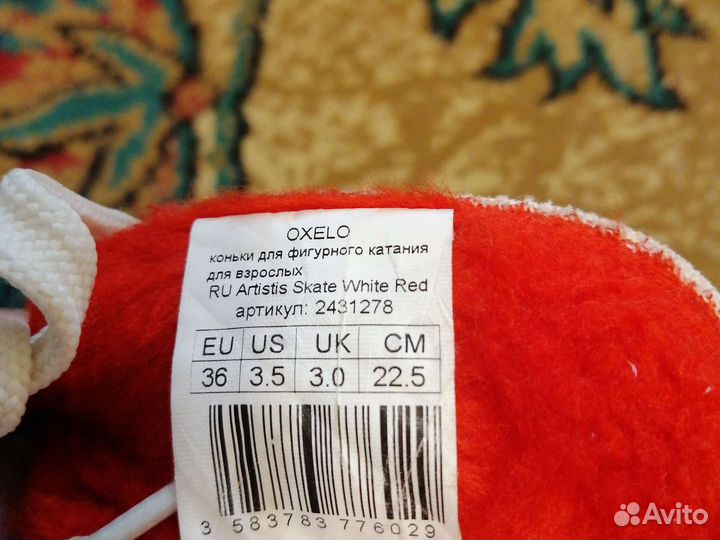 OXELO
коньки для фигурного катания
для взрослых
RU Artistis Skate White Red
артикул: 2431278
EU US UK CM
36 3.5 3.0 22.5
3 583783 776029
Avito